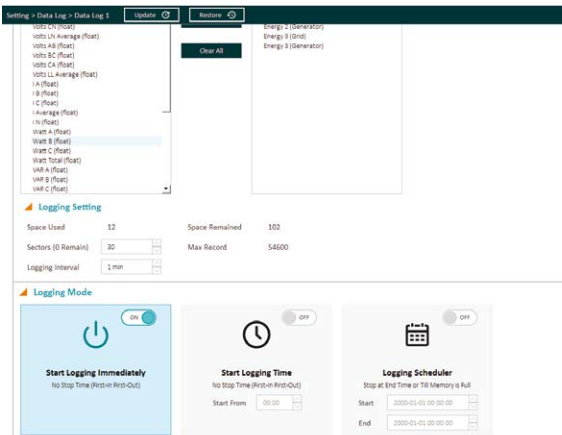 Setting > Data Log > Data Log 1
Update
Restore
Volts CN (float)
Volts LN Average (float)
Volts AB (float)
Volts BC (float)
Volts CA (float)
Volts LL Average (float)
I A (float)
I B (float)
I C (float)
I Average (float)
I N (float)
Watt A (float)
Watt B (float)
Watt C (float)
Watt Total (float)
VAR A (float)
VAR B (float)
VAR C (float)
Clear All
Energy 2 (Generator)
Energy 3 (Grid)
Energy 3 (Generator)
Logging Setting
Space Used 12 Space Remained 102
Sectors (0 Remain) 30 Max Record 54600
Logging Interval 1 min
Logging Mode
ON
Start Logging Immediately
No Stop Time (First-In First-Out)
OFF
Start Logging Time
No Stop Time (First-In First-Out)
Start From 00:00
OFF
Logging Scheduler
Stop at End Time or Till Memory is Full
Start 2000-01-01 00:00:00
End 2000-01-01 00:00:00